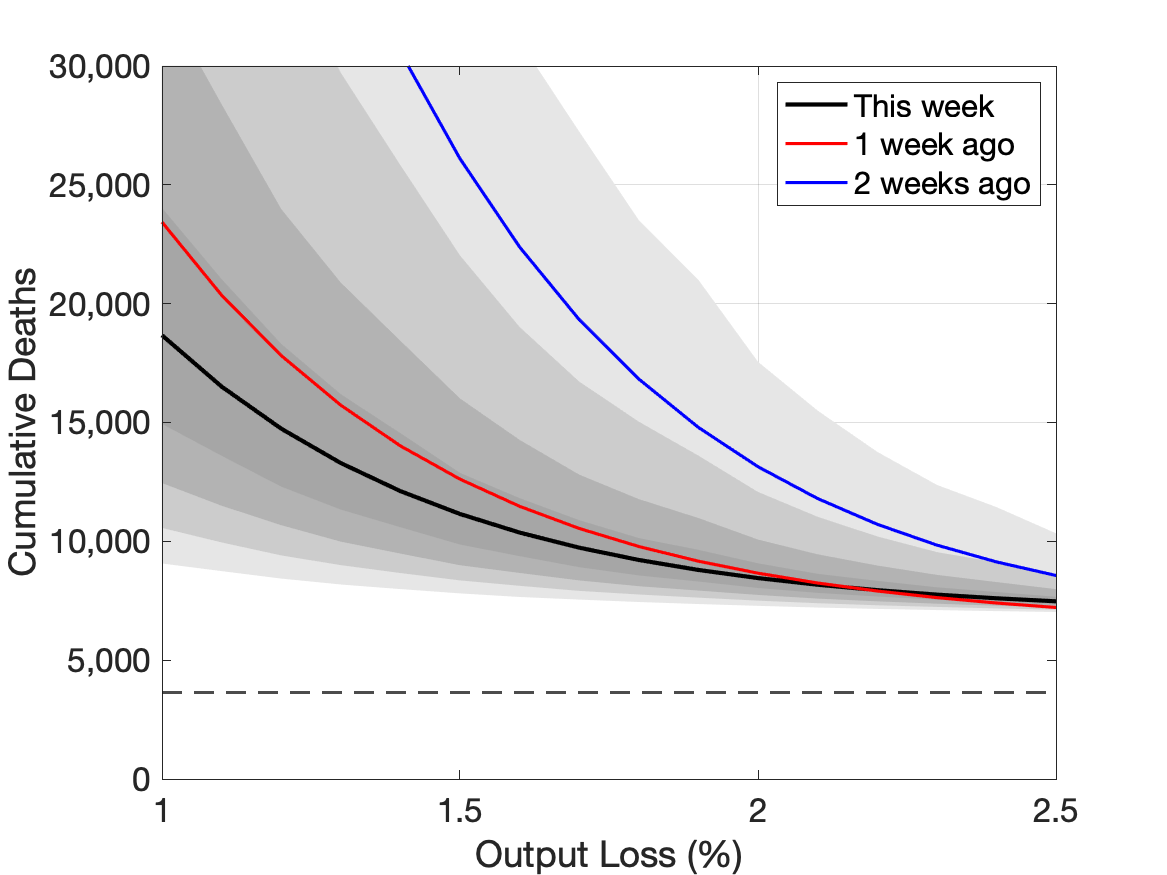 30,000
25,000
20,000
15,000
10,000
5,000
0
Cumulative Deaths
This week
1 week ago
2 weeks ago
1
1.5
2
2.5
Output Loss (%)